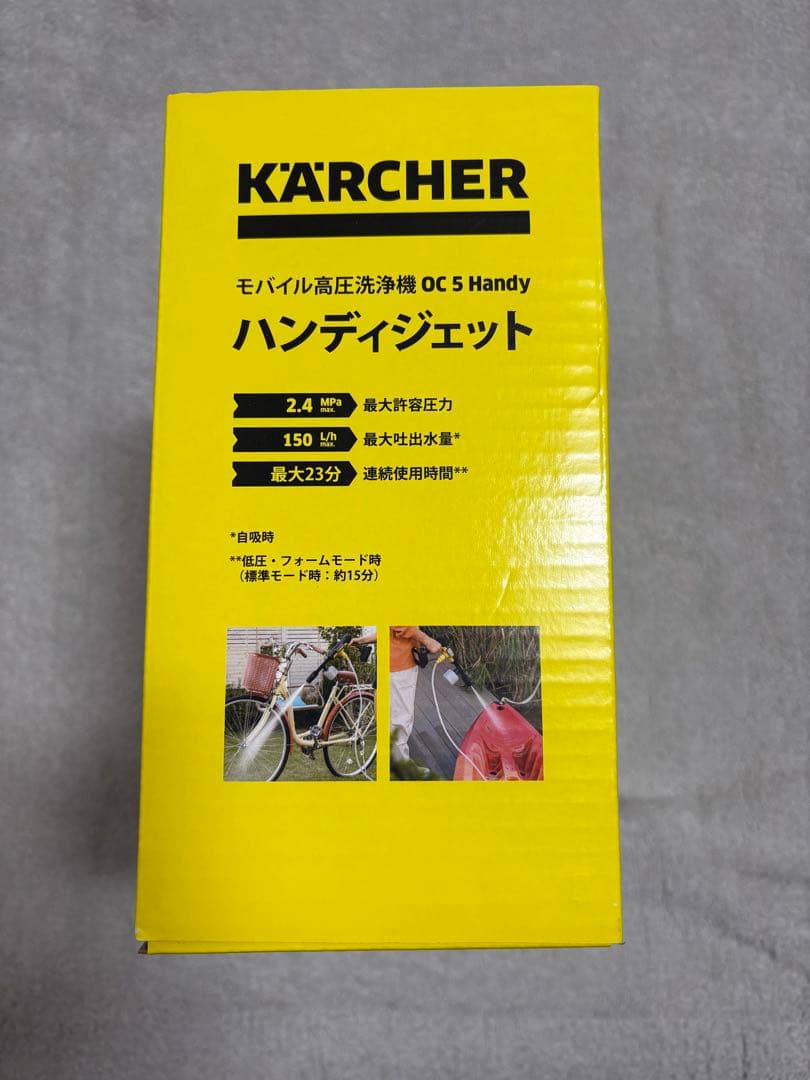 KÄRCHER
モバイル高圧洗浄機 OC 5 Handy
ハンディジェット
2.4 MPa max. 最大許容圧力
150 L/h max. 最大吐出水量*
最大23分 連続使用時間**
*自吸時
**低圧・フォームモード時
（標準モード時：約15分）